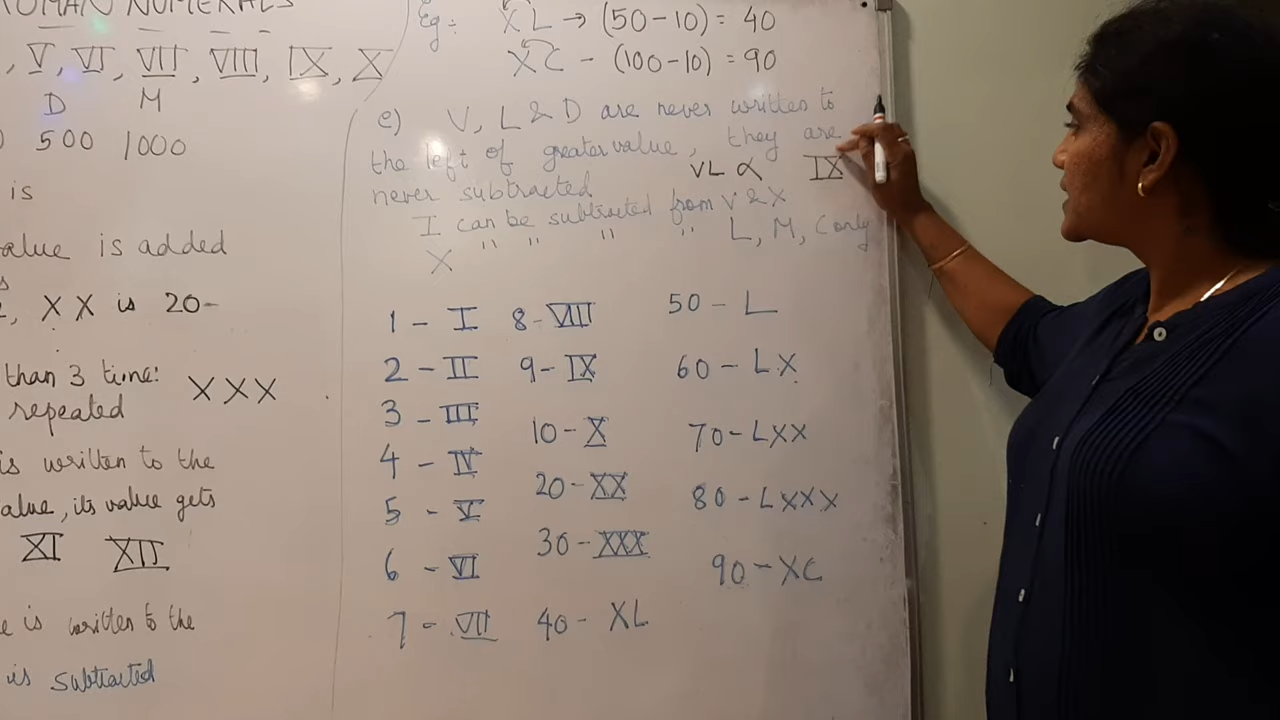 ROMAN NUMERALS
, V, VI, VII, VIII, IX, X
D M
500 1000
is
value is added
, XX is 20-
than 3 time:
repeated XXX
is written to the
value, its value gets
XI XII
is written to the
is subtracted
Eg:- XL → (50-10) = 40
XC - (100-10) = 90
e) V, L & D are never written to
the left of greater value, they are
VL IX
never subtracted
I can be subtracted from V & X
X " " " " L, M, C only
1 - I
2 - II
3 - III
4 - IV
5 - V
6 - VI
7 - VII
8 - VIII
9 - IX
10 - X
20 - XX
30 - XXX
40 - XL
50 - L
60 - LX
70 - LXX
80 - LXXX
90 - XC